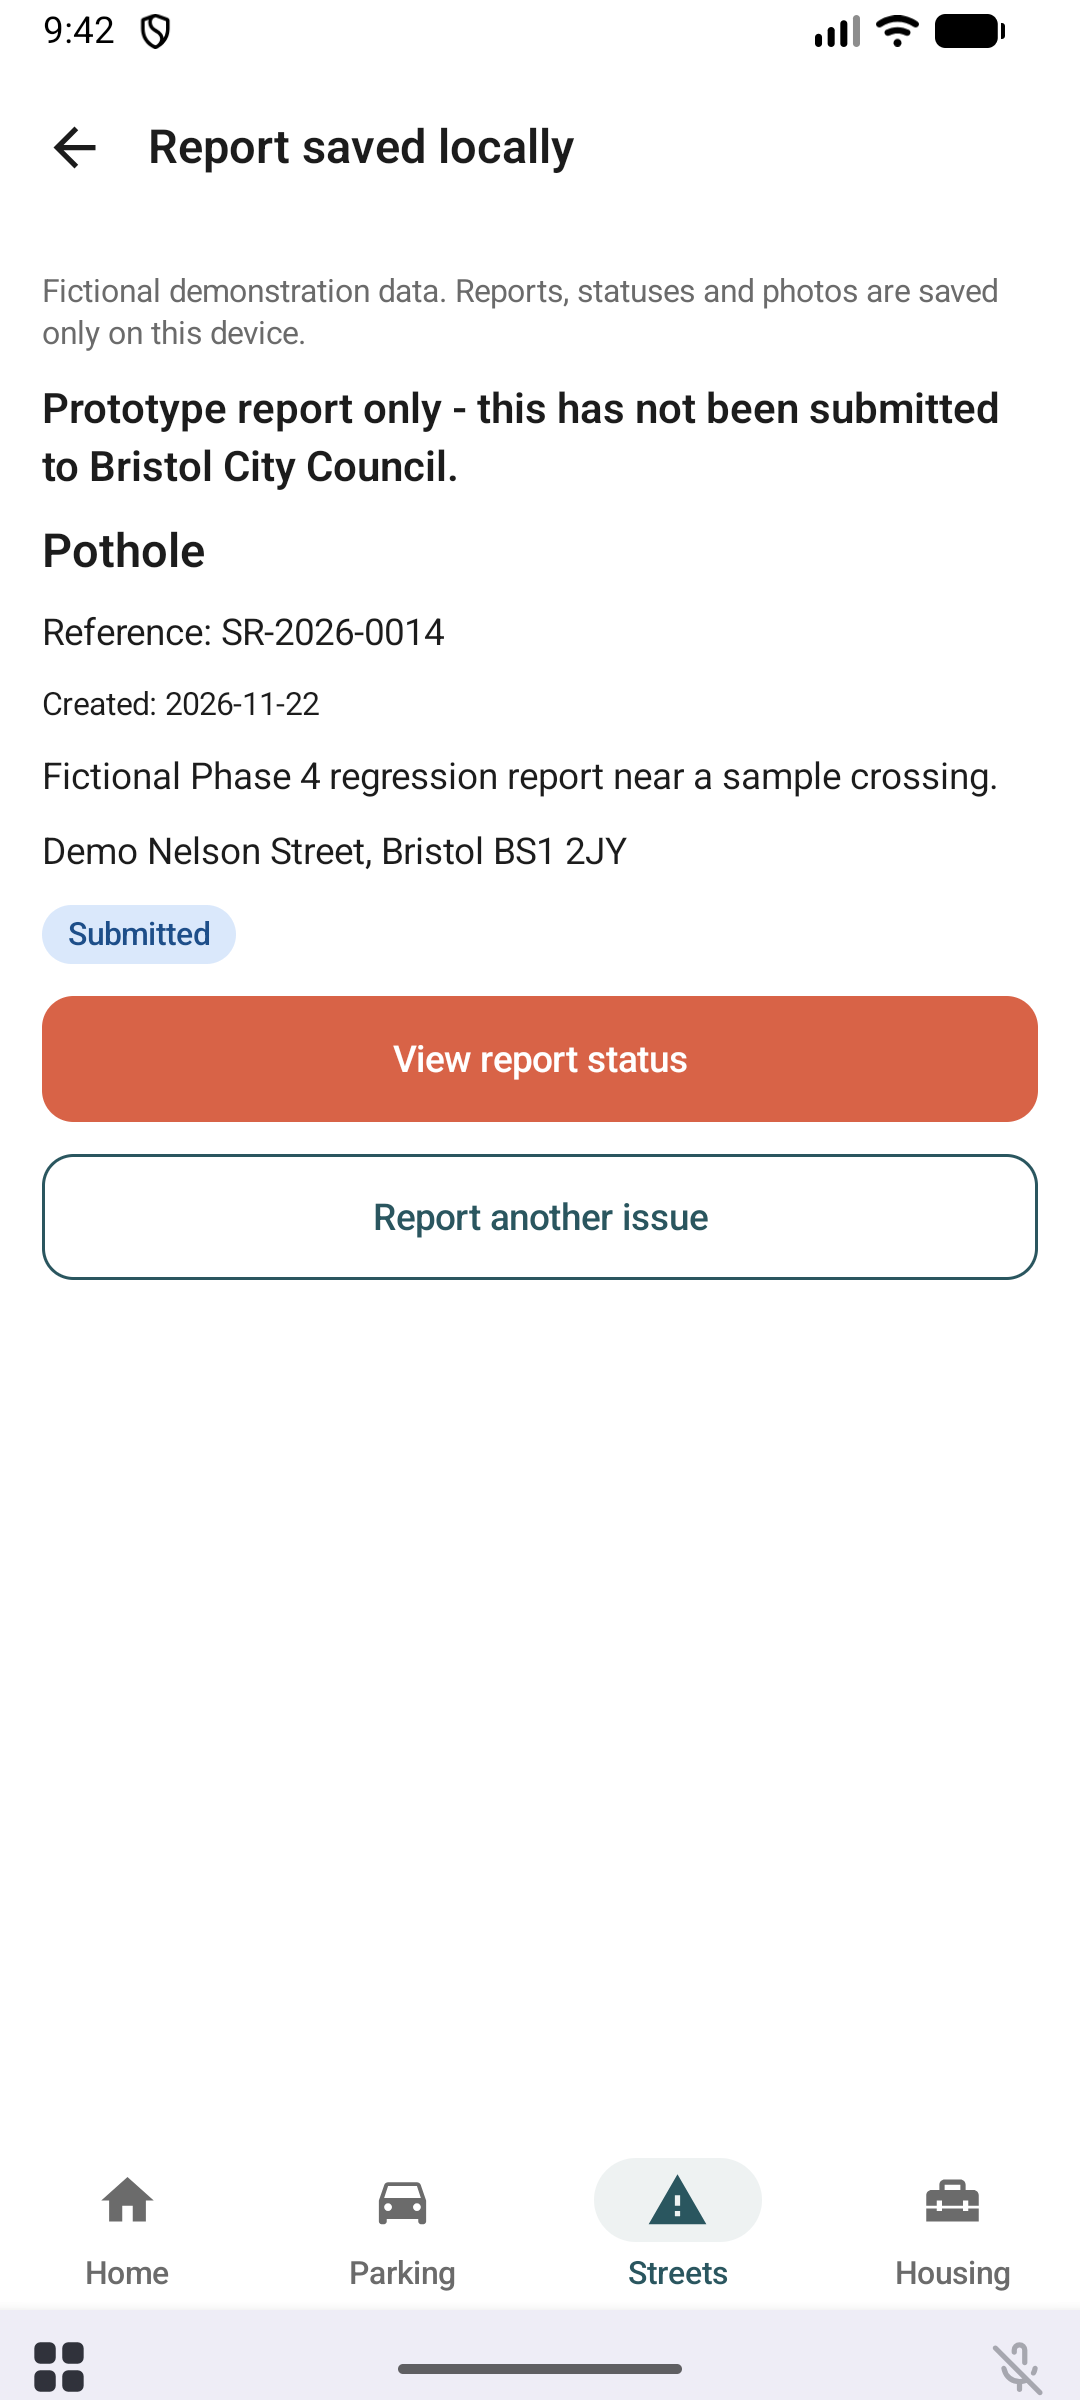 9:42
Report saved locally
Fictional demonstration data. Reports, statuses and photos are saved
only on this device.
Prototype report only - this has not been submitted
to Bristol City Council.
Pothole
Reference: SR-2026-0014
Created: 2026-11-22
Fictional Phase 4 regression report near a sample crossing.
Demo Nelson Street, Bristol BS1 2JY
Submitted
View report status
Report another issue
Home
Parking
Streets
Housing